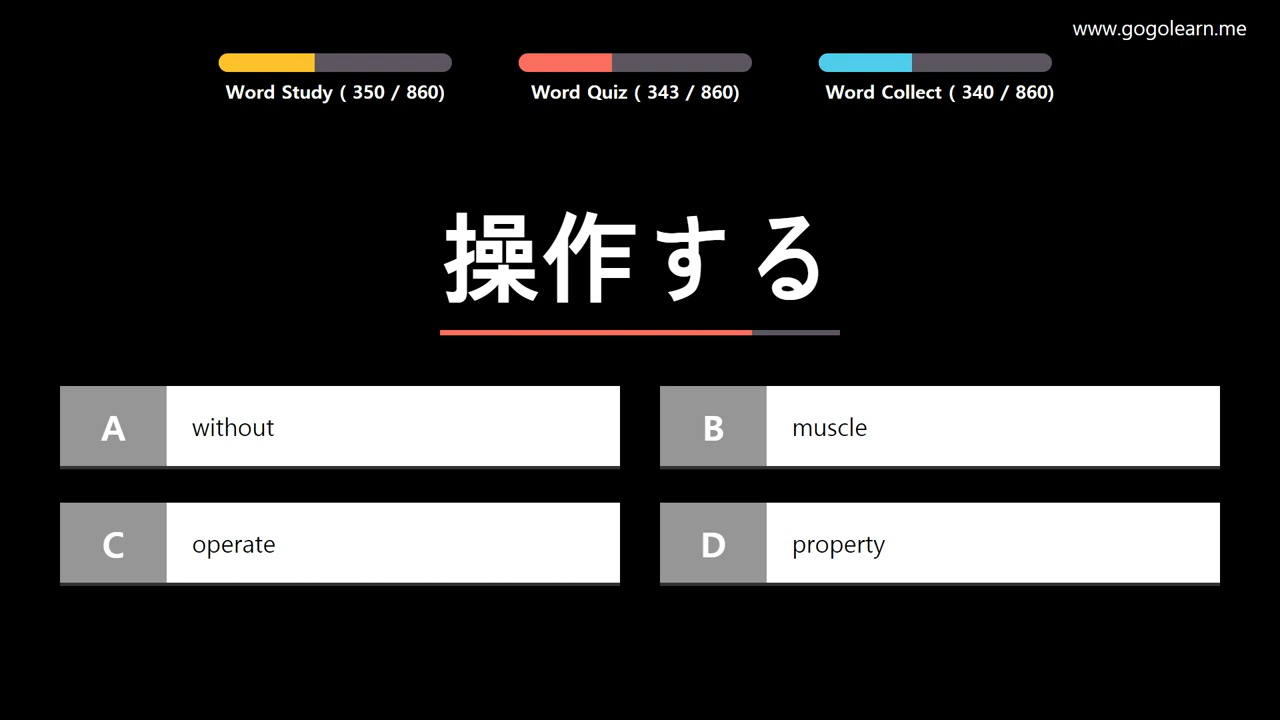 www.gogolearn.me
Word Study ( 350 / 860)
Word Quiz ( 343 / 860)
Word Collect ( 340 / 860)
操作する
A without
B muscle
C operate
D property